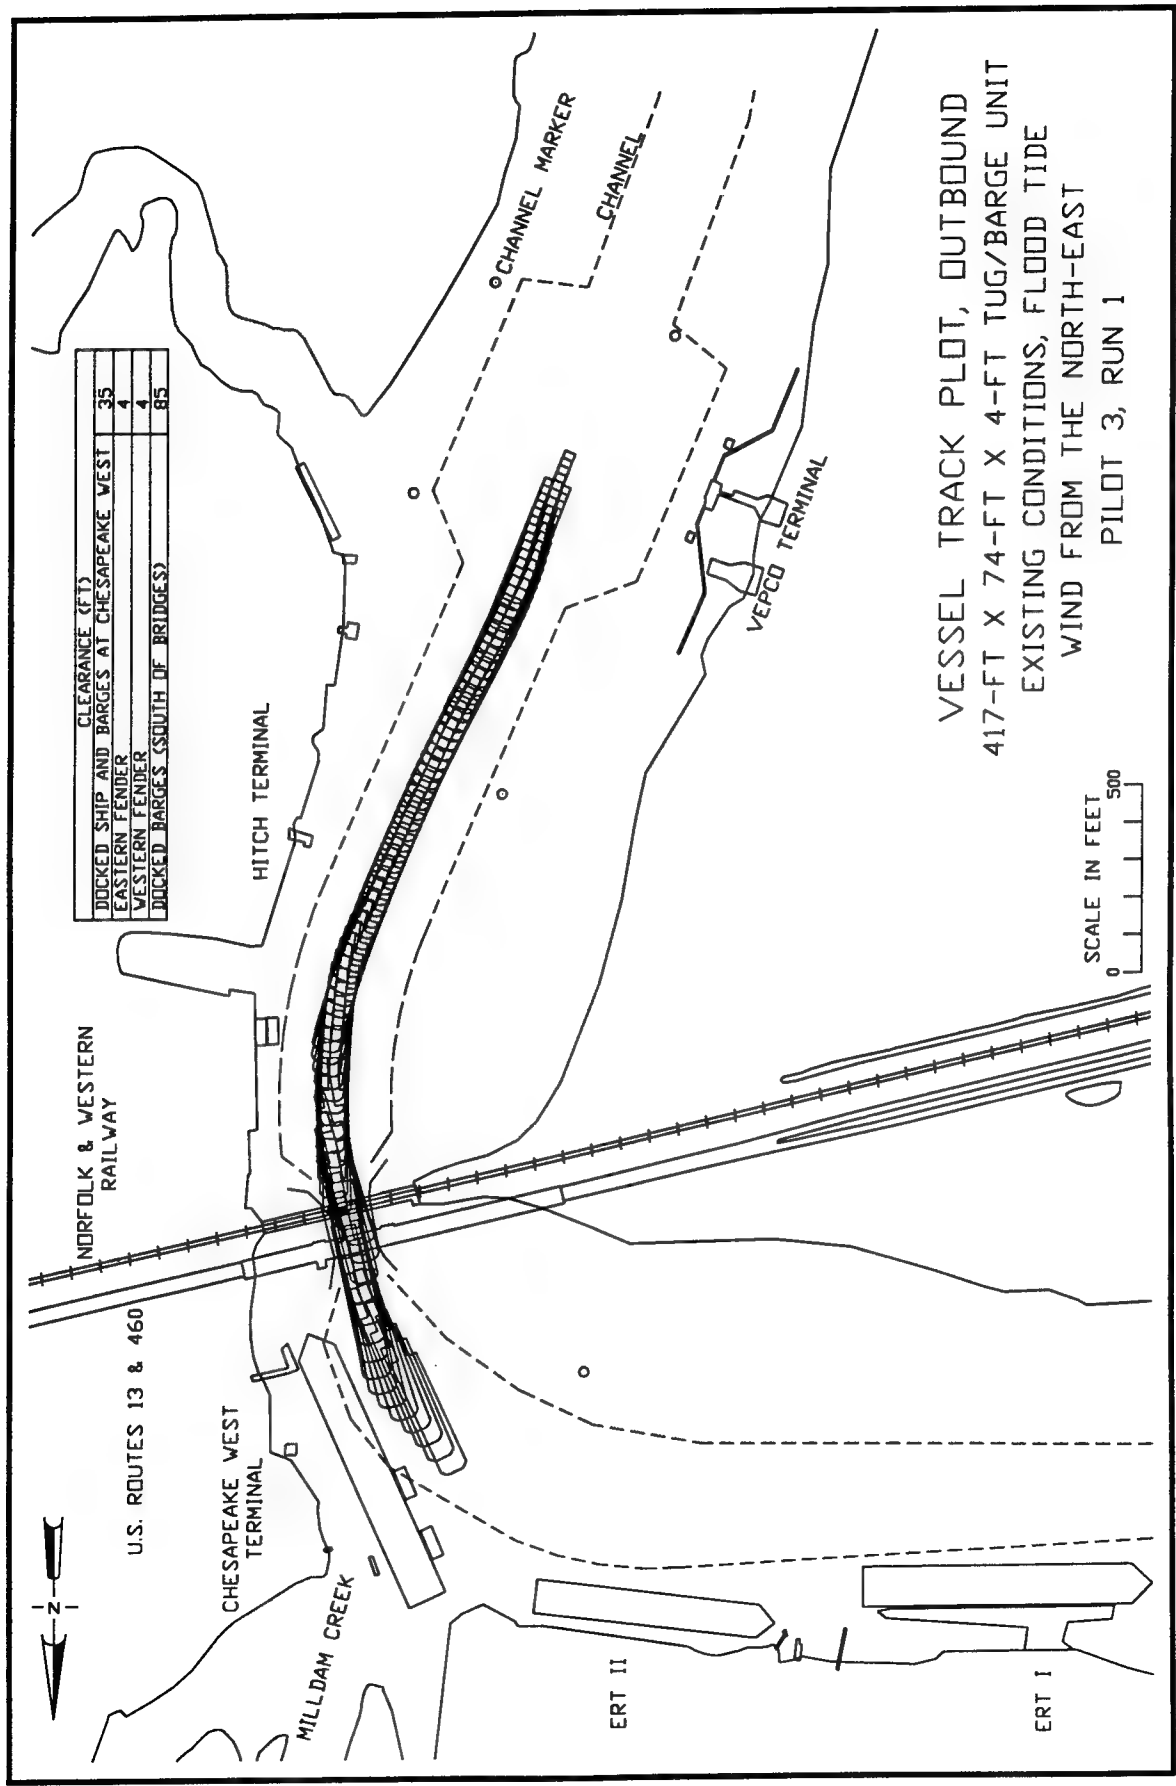 CLEARANCE (FT)
DOCKED SHIP AND BARGES AT CHESAPEAKE WEST 35
EASTERN FENDER 4
WESTERN FENDER 4
DOCKED BARGES (SOUTH OF BRIDGES) 85
N
U.S. ROUTES 13 & 460
NORFOLK & WESTERN
RAILWAY
CHESAPEAKE WEST
TERMINAL
MILLDAM CREEK
HITCH TERMINAL
CHANNEL MARKER
CHANNEL
VEPCO TERMINAL
ERT II
ERT I
SCALE IN FEET
0 500
VESSEL TRACK PLOT, OUTBOUND
417-FT X 74-FT X 4-FT TUG/BARGE UNIT
EXISTING CONDITIONS, FLOOD TIDE
WIND FROM THE NORTH-EAST
PILOT 3, RUN 1